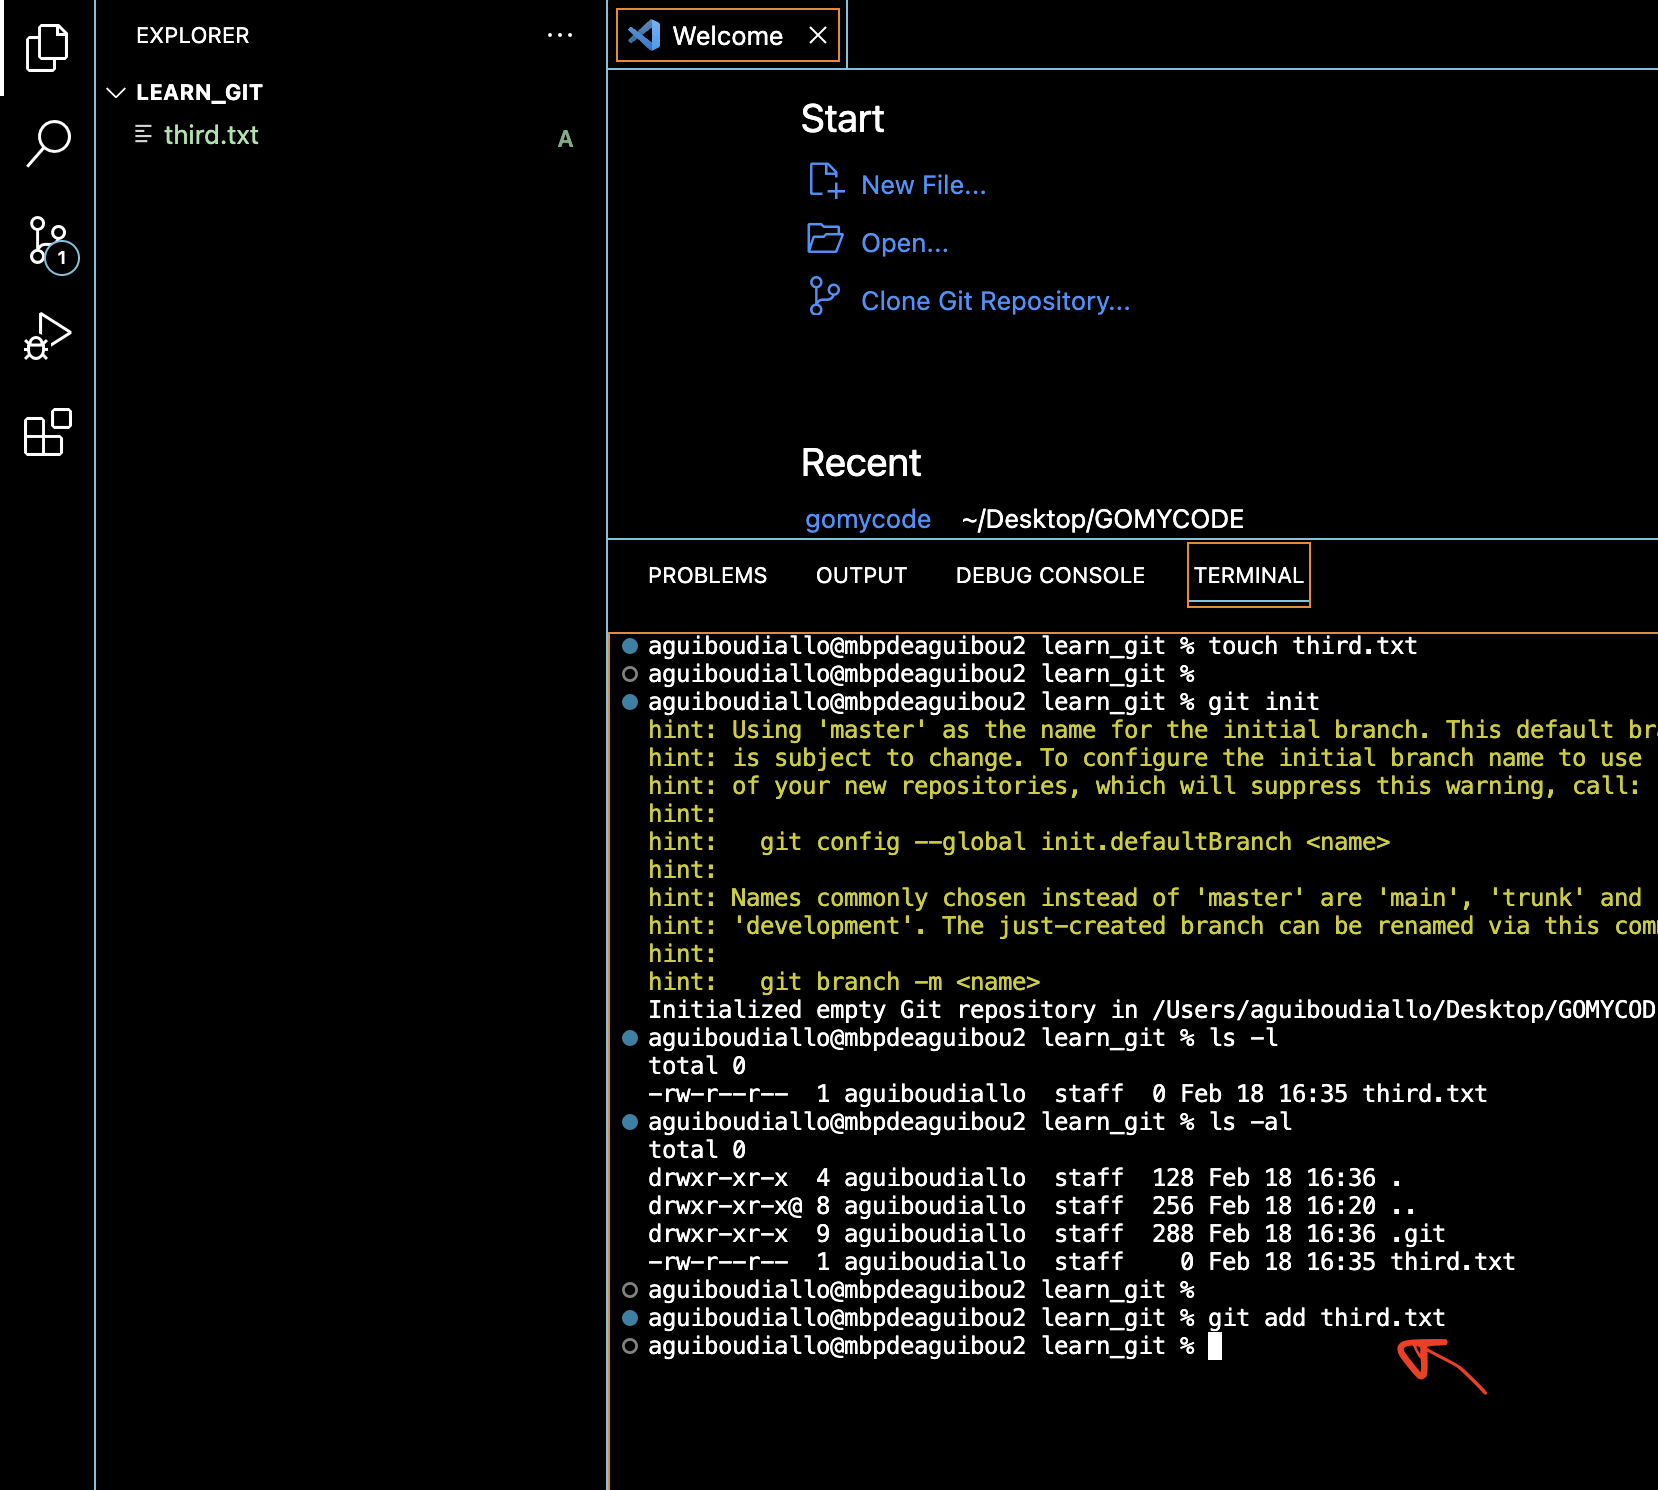 EXPLORER
LEARN_GIT
third.txt
A
1
Welcome
Start
New File...
Open...
Clone Git Repository...
Recent
gomycode ~/Desktop/GOMYCODE
PROBLEMS OUTPUT DEBUG CONSOLE TERMINAL
aguiboudiallo@mbpdeaguibou2 learn_git % touch third.txt
aguiboudiallo@mbpdeaguibou2 learn_git %
aguiboudiallo@mbpdeaguibou2 learn_git % git init
hint: Using 'master' as the name for the initial branch. This default br
hint: is subject to change. To configure the initial branch name to use
hint: of your new repositories, which will suppress this warning, call:
hint:
hint:   git config --global init.defaultBranch <name>
hint:
hint: Names commonly chosen instead of 'master' are 'main', 'trunk' and
hint: 'development'. The just-created branch can be renamed via this com
hint:
hint:   git branch -m <name>
Initialized empty Git repository in /Users/aguiboudiallo/Desktop/GOMYCOD
aguiboudiallo@mbpdeaguibou2 learn_git % ls -l
total 0
-rw-r--r--  1 aguiboudiallo  staff  0 Feb 18 16:35 third.txt
aguiboudiallo@mbpdeaguibou2 learn_git % ls -al
total 0
drwxr-xr-x  4 aguiboudiallo  staff  128 Feb 18 16:36 .
drwxr-xr-x@ 8 aguiboudiallo  staff  256 Feb 18 16:20 ..
drwxr-xr-x  9 aguiboudiallo  staff  288 Feb 18 16:36 .git
-rw-r--r--  1 aguiboudiallo  staff    0 Feb 18 16:35 third.txt
aguiboudiallo@mbpdeaguibou2 learn_git %
aguiboudiallo@mbpdeaguibou2 learn_git % git add third.txt
aguiboudiallo@mbpdeaguibou2 learn_git %